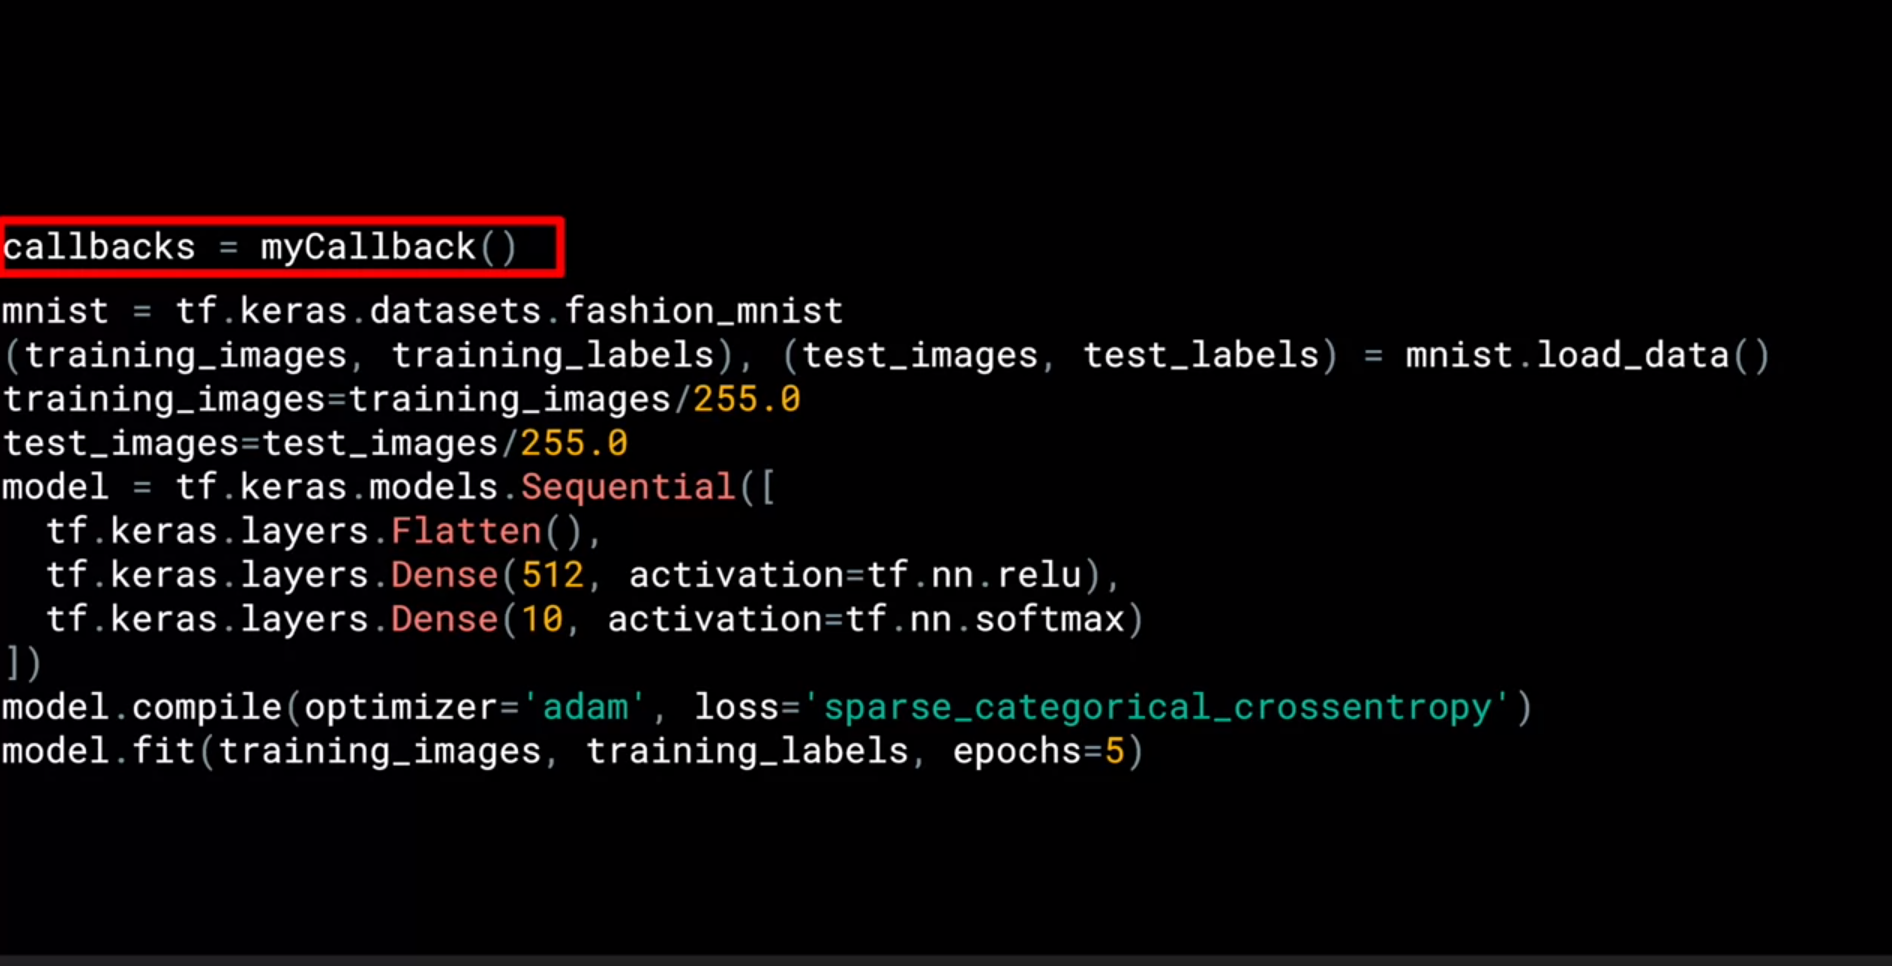 callbacks = myCallback()
mnist = tf.keras.datasets.fashion_mnist
(training_images, training_labels), (test_images, test_labels) = mnist.load_data()
training_images=training_images/255.0
test_images=test_images/255.0
model = tf.keras.models.Sequential([
  tf.keras.layers.Flatten(),
  tf.keras.layers.Dense(512, activation=tf.nn.relu),
  tf.keras.layers.Dense(10, activation=tf.nn.softmax)
])
model.compile(optimizer='adam', loss='sparse_categorical_crossentropy')
model.fit(training_images, training_labels, epochs=5)